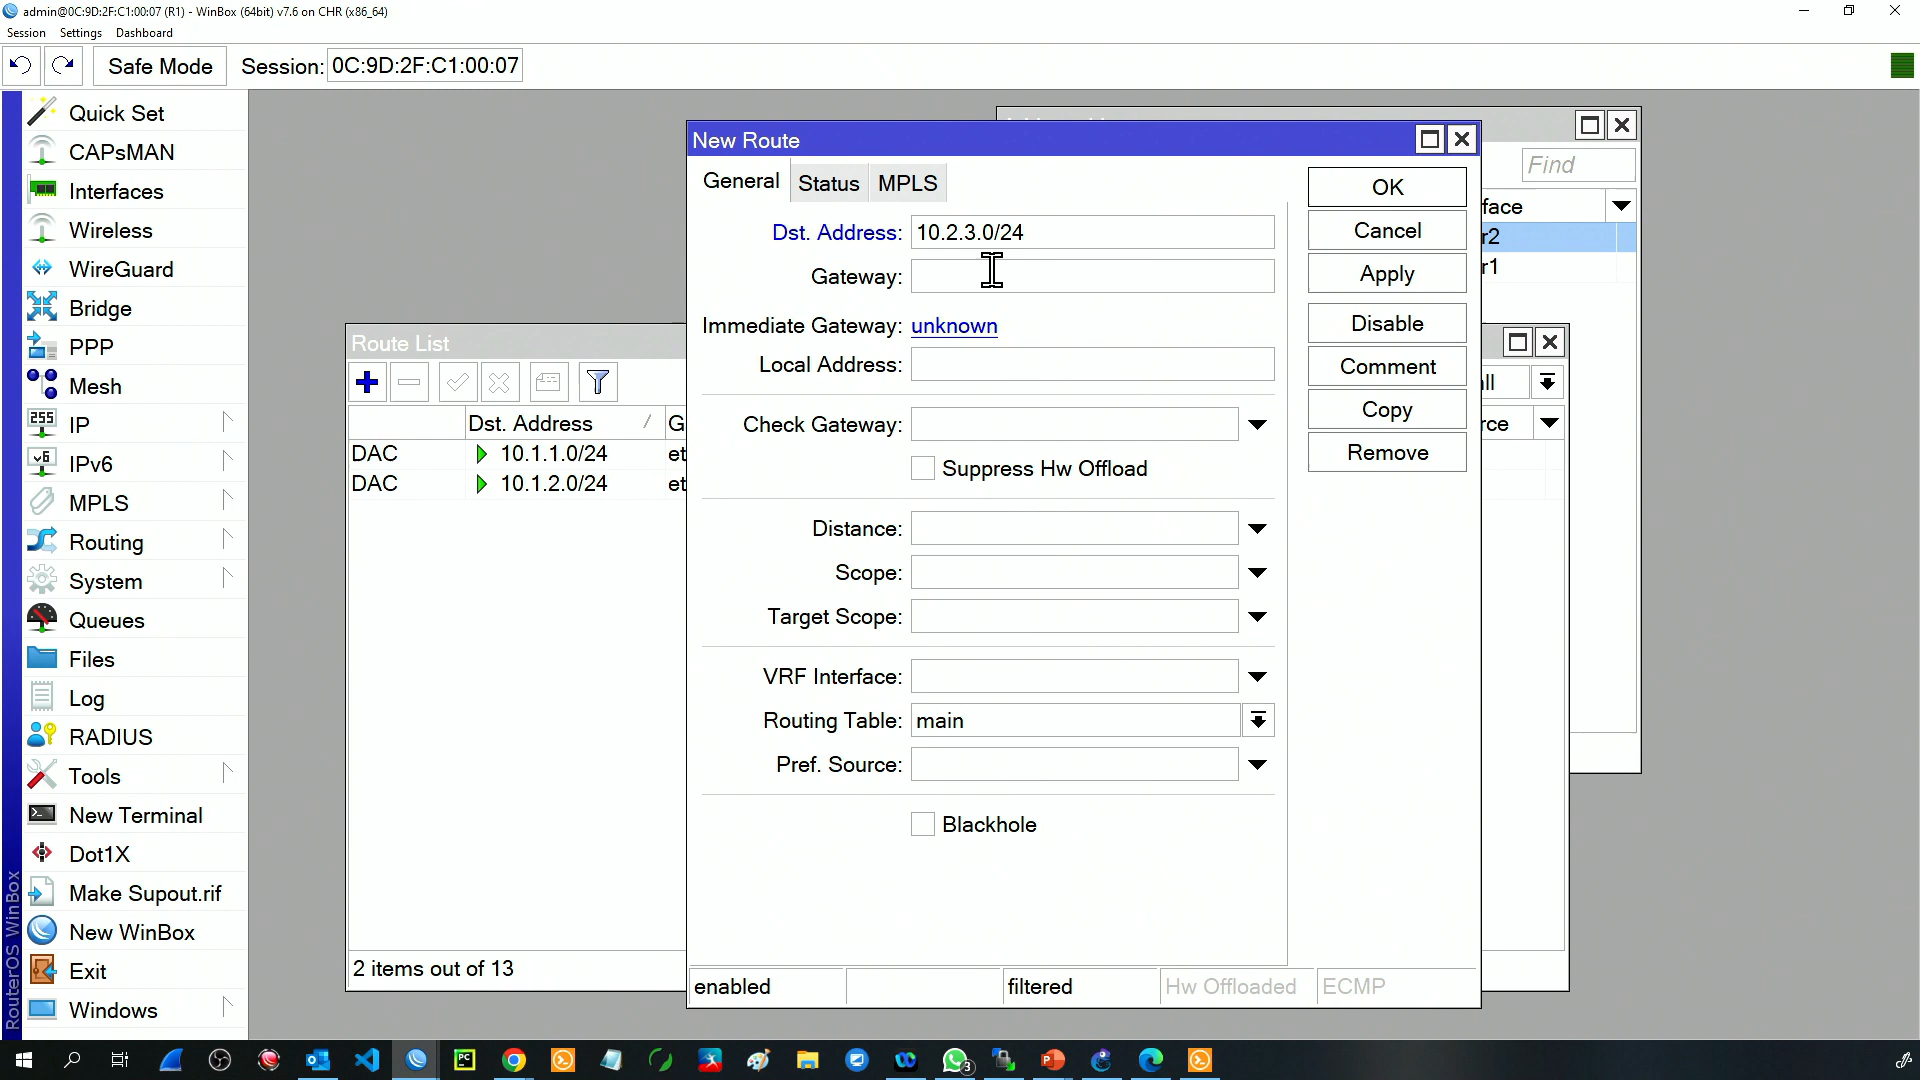 admin@0C:9D:2F:C1:00:07 (R1) - WinBox (64bit) v7.6 on CHR (x86_64)
Session Settings Dashboard
Safe Mode Session: 0C:9D:2F:C1:00:07
Quick Set
CAPsMAN
Interfaces
Wireless
WireGuard
Bridge
PPP
Mesh
IP
IPv6
MPLS
Routing
System
Queues
Files
Log
RADIUS
Tools
New Terminal
Dot1X
Make Supout.rif
New WinBox
Exit
Windows
RouterOS WinBox
Route List
Dst. Address G
DAC 10.1.1.0/24 et
DAC 10.1.2.0/24 et
2 items out of 13
New Route
General Status MPLS
Dst. Address: 10.2.3.0/24
Gateway:
Immediate Gateway: unknown
Local Address:
Check Gateway:
Suppress Hw Offload
Distance:
Scope:
Target Scope:
VRF Interface:
Routing Table: main
Pref. Source:
Blackhole
enabled filtered Hw Offloaded ECMP
OK
Cancel
Apply
Disable
Comment
Copy
Remove
Find
face
r2
r1
ll
rce